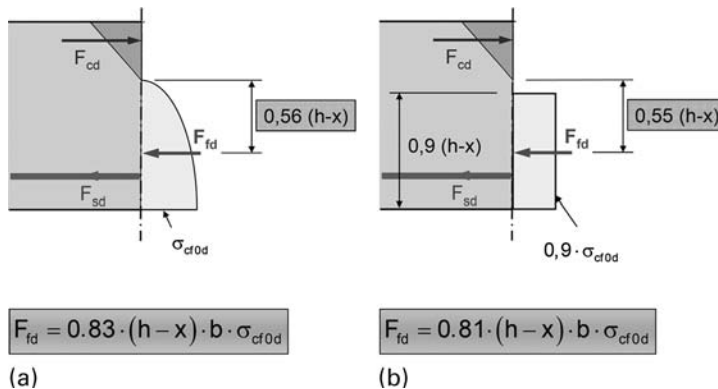 F_cd
0,56 (h-x)
F_fd
F_sd
σ_cf0d
F_fd = 0.83·(h−x)·b·σ_cf0d
(a)
F_cd
0,55 (h-x)
0,9 (h-x)
F_fd
F_sd
0,9·σ_cf0d
F_fd = 0.81·(h−x)·b·σ_cf0d
(b)